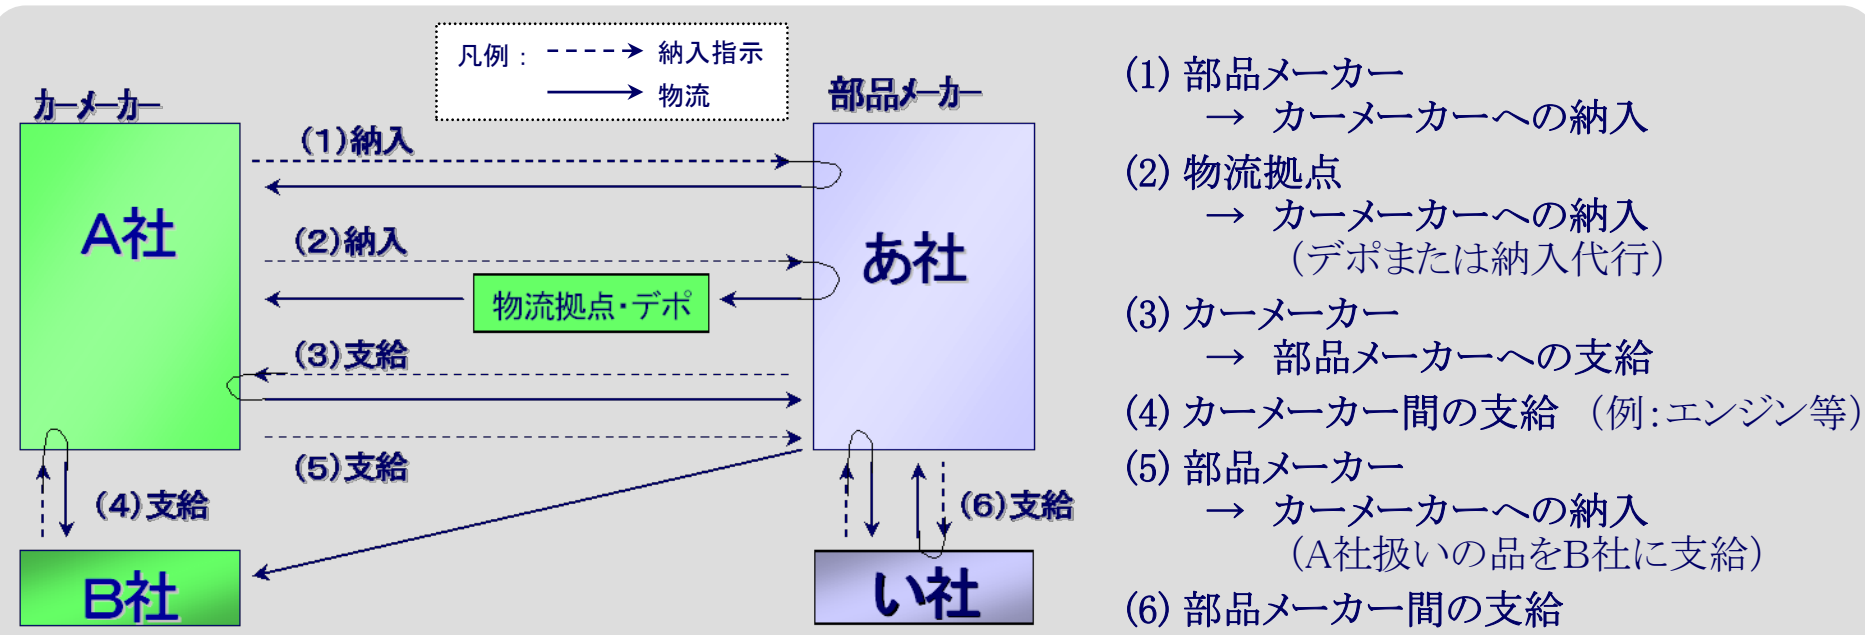 凡例： 納入指示
物流
カーメーカー
部品メーカー
(1)納入
A社
(2)納入
あ社
物流拠点・デポ
(3)支給
(5)支給
(4)支給
(6)支給
B社
い社
(1) 部品メーカー
→ カーメーカーへの納入
(2) 物流拠点
→ カーメーカーへの納入
（デポまたは納入代行）
(3) カーメーカー
→ 部品メーカーへの支給
(4) カーメーカー間の支給 （例：エンジン等）
(5) 部品メーカー
→ カーメーカーへの納入
（A社扱いの品をB社に支給）
(6) 部品メーカー間の支給